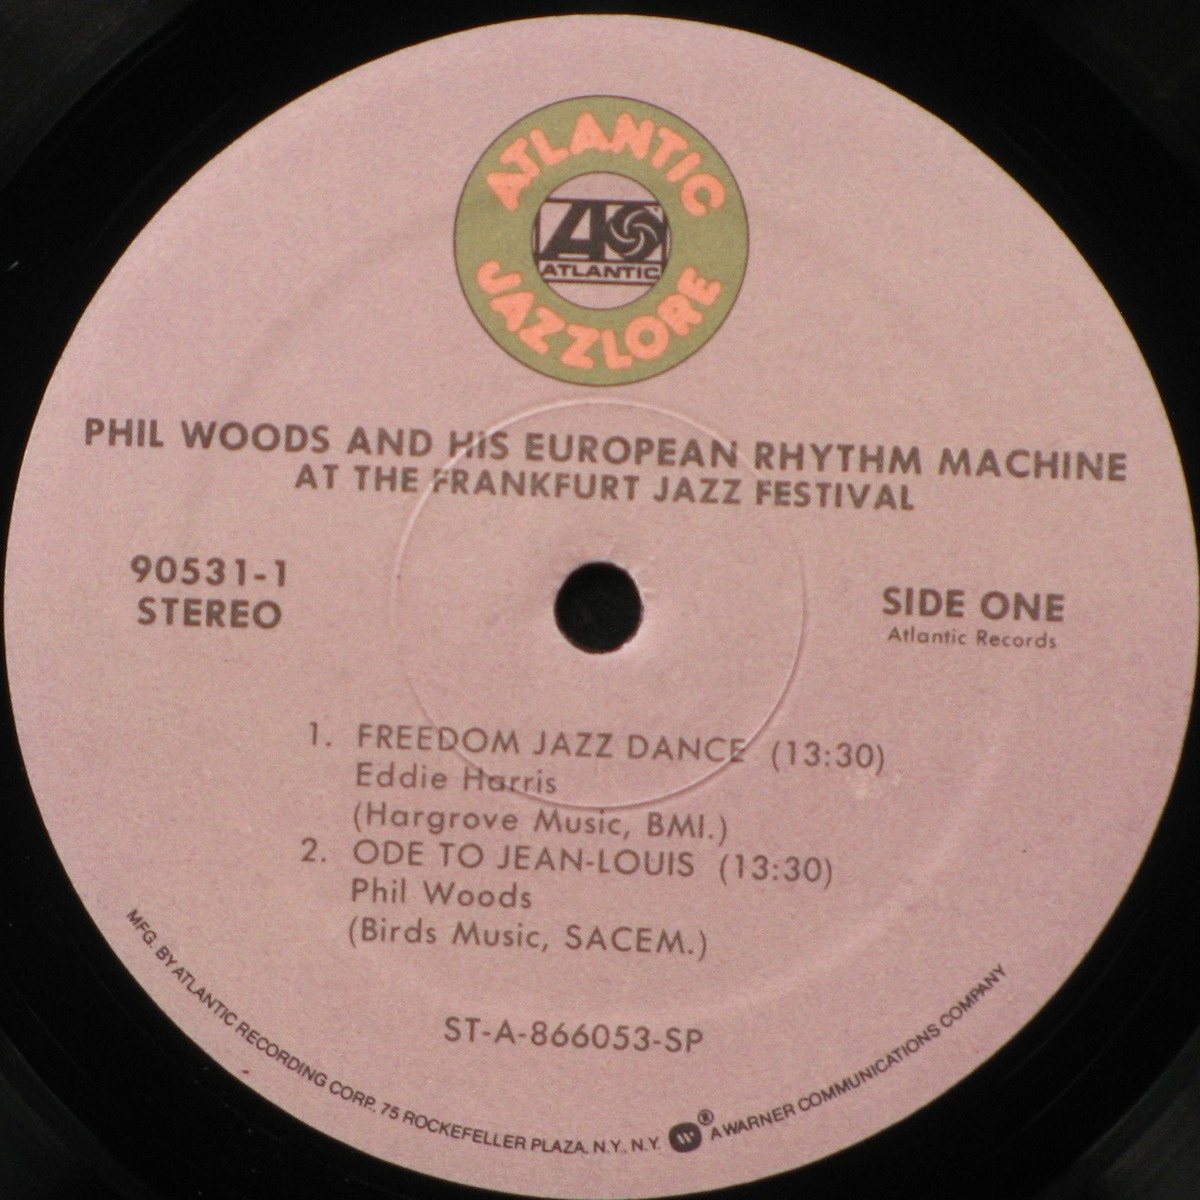 ATLANTIC
ATLANTIC
JAZZLORE
PHIL WOODS AND HIS EUROPEAN RHYTHM MACHINE
AT THE FRANKFURT JAZZ FESTIVAL
90531-1
STEREO
SIDE ONE
Atlantic Records
1. FREEDOM JAZZ DANCE (13:30)
Eddie Harris
(Hargrove Music, BMI.)
2. ODE TO JEAN-LOUIS (13:30)
Phil Woods
(Birds Music, SACEM.)
ST-A-866053-SP
MFG. BY ATLANTIC RECORDING CORP., 75 ROCKEFELLER PLAZA, N.Y., N.Y. W ® A WARNER COMMUNICATIONS COMPANY